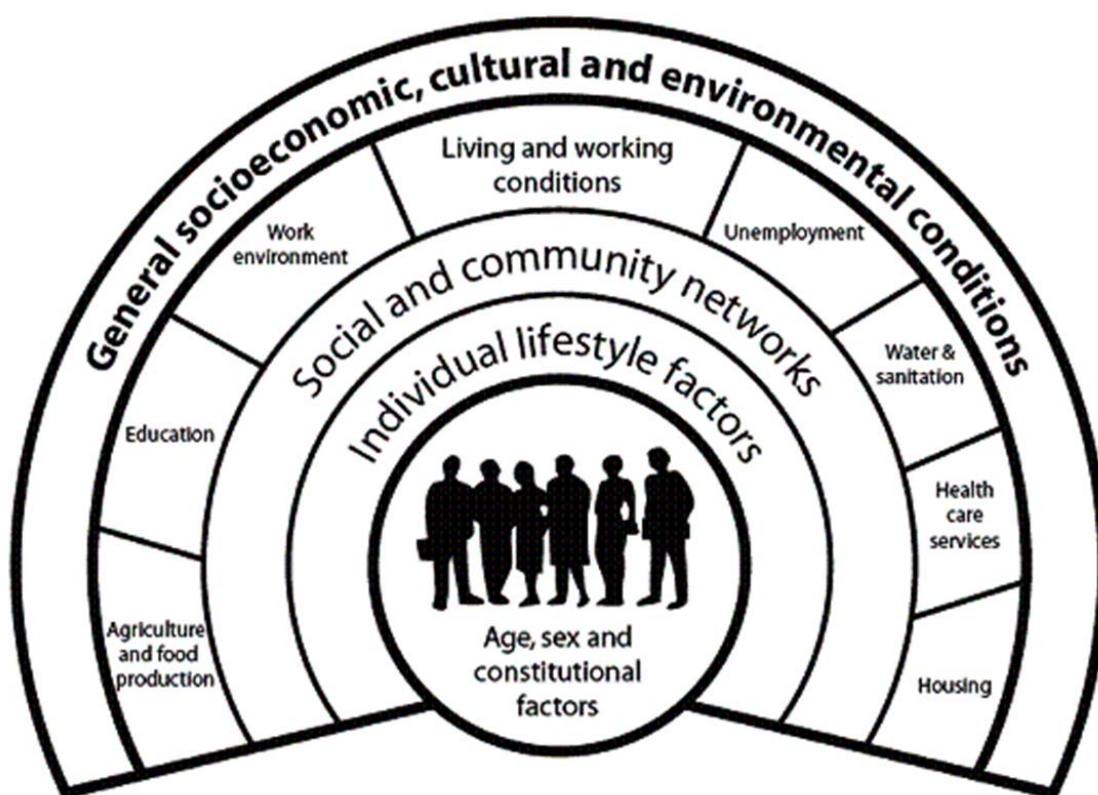 General socioeconomic, cultural and environmental conditions
Living and working
conditions
Work
environment
Unemployment
Education
Water &
sanitation
Agriculture
and food
production
Health
care
services
Housing
Social and community networks
Individual lifestyle factors
Age, sex and
constitutional
factors